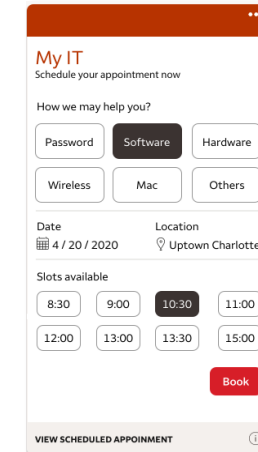 My IT
Schedule your appointment now
How we may help you?
Password Software Hardware
Wireless Mac Others
Date Location
4 / 20 / 2020 Uptown Charlotte
Slots available
8:30 9:00 10:30 11:00
12:00 13:00 13:30 15:00
Book
VIEW SCHEDULED APPOINMENT